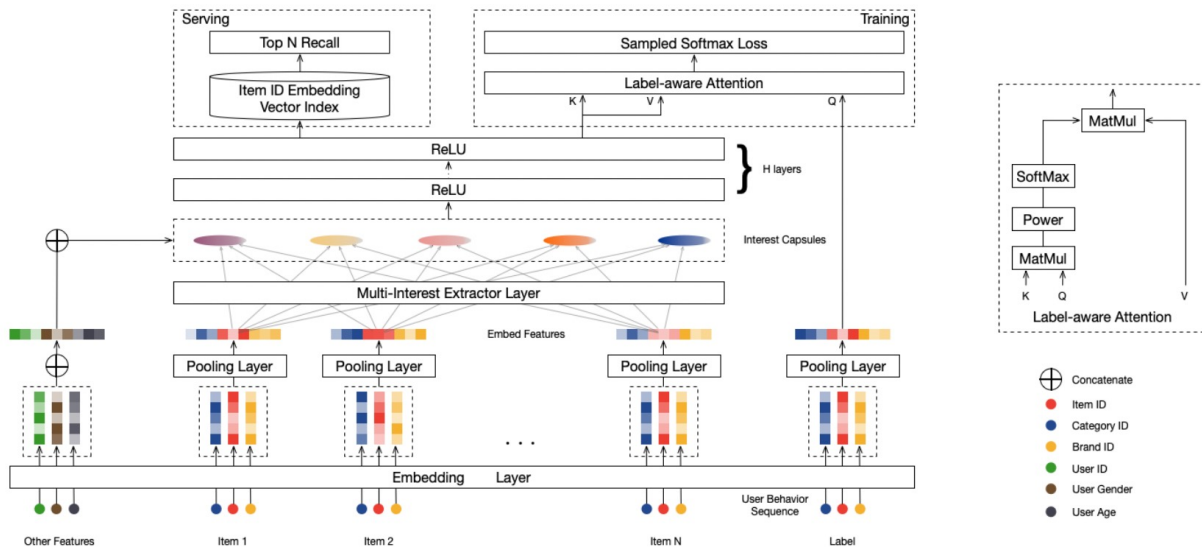 Serving
Training
Top N Recall
Sampled Softmax Loss
Item ID Embedding
Vector Index
Label-aware Attention
K
V
Q
ReLU
H layers
ReLU
Interest Capsules
Multi-Interest Extractor Layer
Embed Features
Pooling Layer
Pooling Layer
Pooling Layer
Pooling Layer
. . .
Embedding Layer
User Behavior
Sequence
Other Features
Item 1
Item 2
Item N
Label
MatMul
SoftMax
Power
MatMul
K
Q
V
Label-aware Attention
Concatenate
Item ID
Category ID
Brand ID
User ID
User Gender
User Age